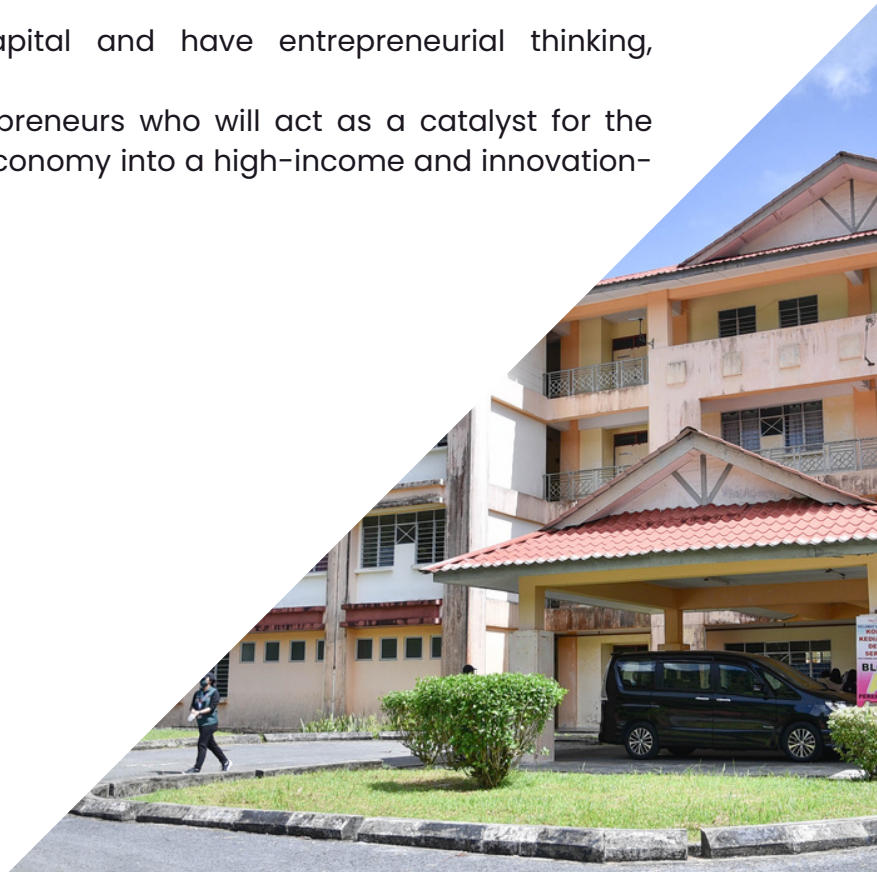 apital and have entrepreneurial thinking,
preneurs who will act as a catalyst for the
conomy into a high-income and innovation-
BL